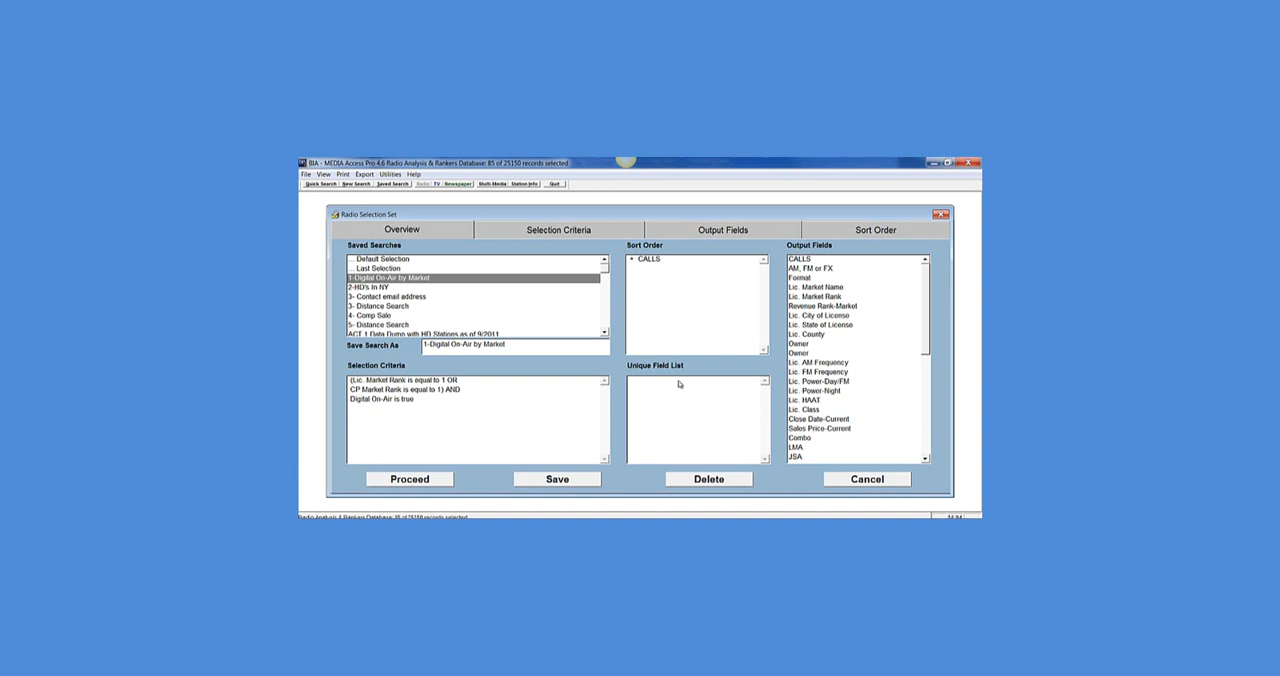 BIA - MEDIA Access Pro 4.6 Radio Analysis & Rankers Database: 85 of 25150 records selected
File View Print Export Utilities Help
Quick Search New Search Saved Search Radio TV Newspaper Multi-Media Station Info Quit
Radio Selection Set
Overview Selection Criteria Output Fields Sort Order
Saved Searches
... Default Selection
... Last Selection
1-Digital On-Air by Market
2-HD's In NY
3- Contact email address
3- Distance Search
4- Comp Sale
5- Distance Search
ACT 1 Data Dump with HD Stations as of 9/2011
Save Search As 1-Digital On-Air by Market
Selection Criteria
(Lic. Market Rank is equal to 1 OR
CP Market Rank is equal to 1) AND
Digital On-Air is true
Sort Order
+ CALLS
Unique Field List
Output Fields
CALLS
AM, FM or FX
Format
Lic. Market Name
Lic. Market Rank
Revenue Rank-Market
Lic. City of License
Lic. State of License
Lic. County
Owner
Owner
Lic. AM Frequency
Lic. FM Frequency
Lic. Power-Day/FM
Lic. Power-Night
Lic. HAAT
Lic. Class
Close Date-Current
Sales Price-Current
Combo
LMA
JSA
Proceed Save Delete Cancel
Radio Analysis & Rankers Database: 85 of 25150 records selected NUM